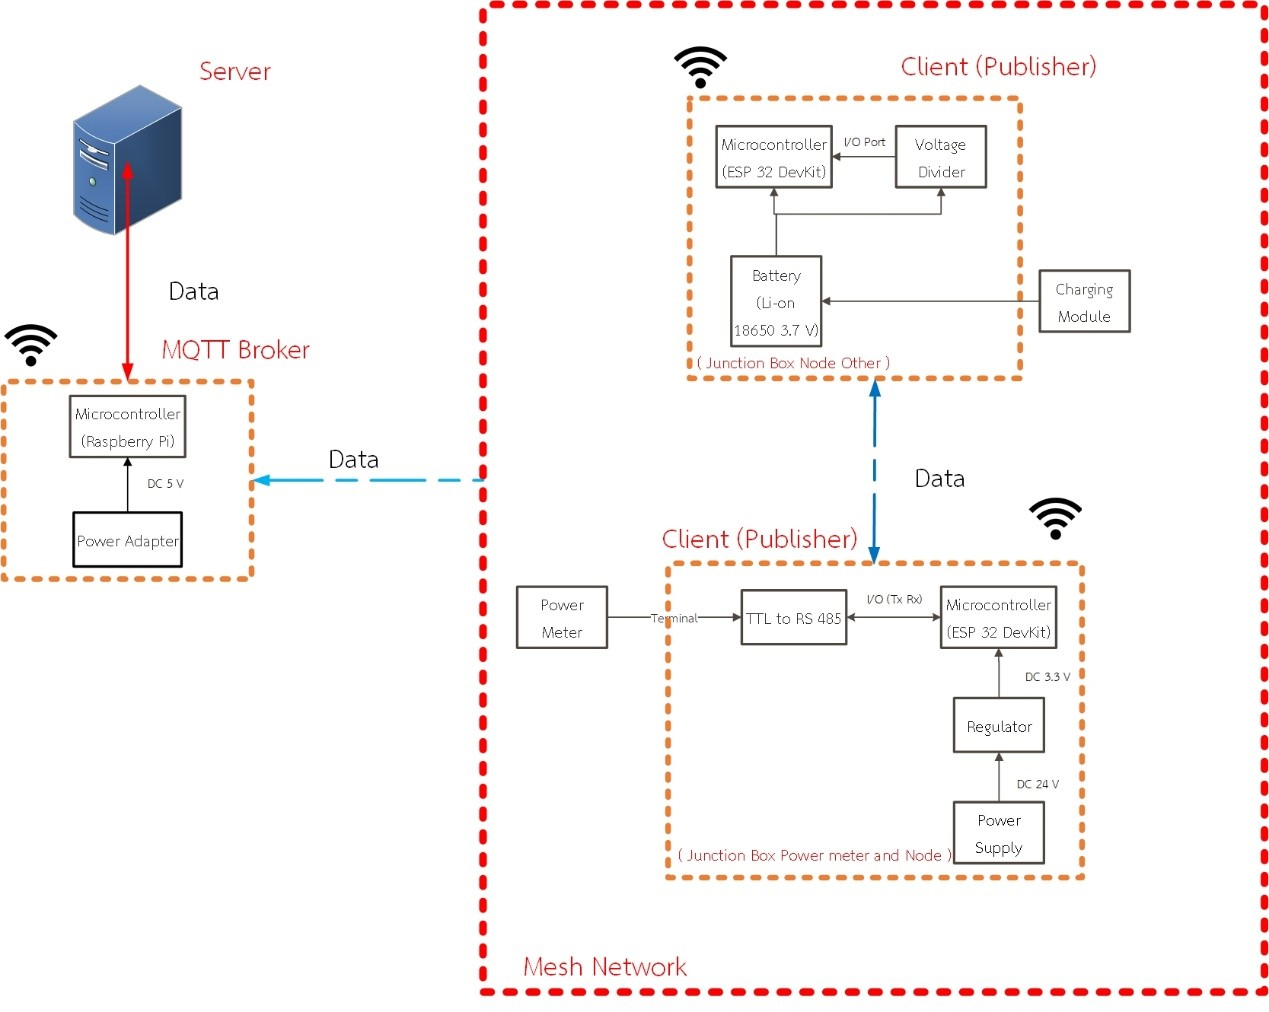 Server
Client (Publisher)
Microcontroller
(ESP 32 DevKit)
I/O Port
Voltage
Divider
Battery
(Li-on
18650 3.7 V)
Charging
Module
( Junction Box Node Other )
Data
MQTT Broker
Microcontroller
(Raspberry Pi)
DC 5 V
Power Adapter
Data
Data
Client (Publisher)
Power
Meter
Terminal
TTL to RS 485
I/O (Tx Rx)
Microcontroller
(ESP 32 DevKit)
DC 3.3 V
Regulator
DC 24 V
Power
Supply
( Junction Box Power meter and Node )
Mesh Network